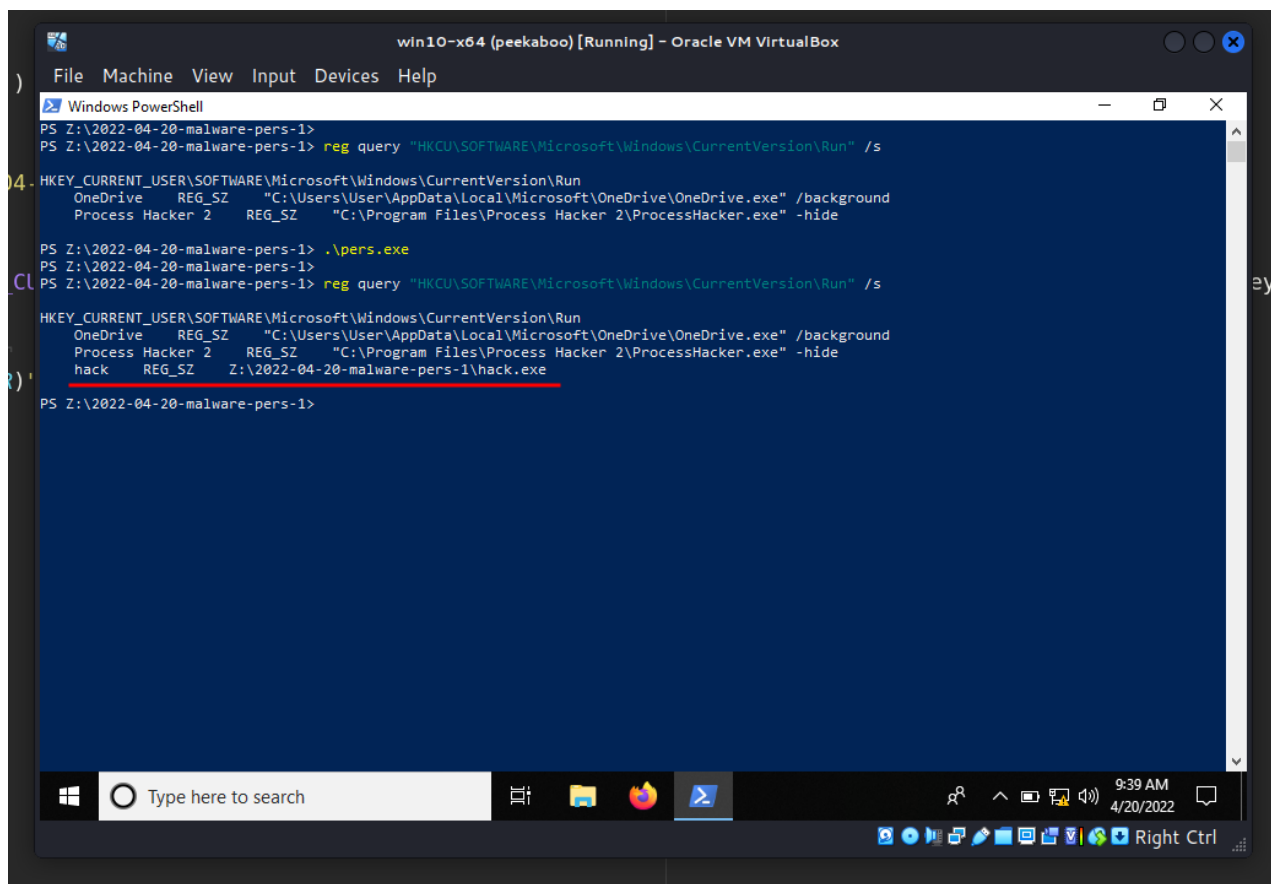 win10-x64 (peekaboo) [Running] - Oracle VM VirtualBox
File Machine View Input Devices Help
)
Windows PowerShell
PS Z:\2022-04-20-malware-pers-1>
PS Z:\2022-04-20-malware-pers-1> reg query "HKCU\SOFTWARE\Microsoft\Windows\CurrentVersion\Run" /s
04-
HKEY_CURRENT_USER\SOFTWARE\Microsoft\Windows\CurrentVersion\Run
OneDrive REG_SZ "C:\Users\User\AppData\Local\Microsoft\OneDrive\OneDrive.exe" /background
Process Hacker 2 REG_SZ "C:\Program Files\Process Hacker 2\ProcessHacker.exe" -hide
PS Z:\2022-04-20-malware-pers-1> .\pers.exe
PS Z:\2022-04-20-malware-pers-1>
_CU
PS Z:\2022-04-20-malware-pers-1> reg query "HKCU\SOFTWARE\Microsoft\Windows\CurrentVersion\Run" /s
ey
HKEY_CURRENT_USER\SOFTWARE\Microsoft\Windows\CurrentVersion\Run
OneDrive REG_SZ "C:\Users\User\AppData\Local\Microsoft\OneDrive\OneDrive.exe" /background
Process Hacker 2 REG_SZ "C:\Program Files\Process Hacker 2\ProcessHacker.exe" -hide
hack REG_SZ Z:\2022-04-20-malware-pers-1\hack.exe
R)'
PS Z:\2022-04-20-malware-pers-1>
Type here to search
9:39 AM
4/20/2022
Right Ctrl